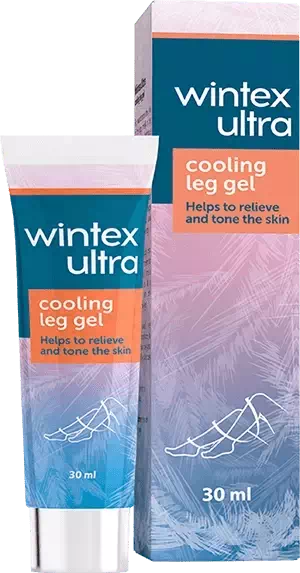 wintex
ultra
cooling
leg gel
Helps to relieve
and tone the skin
30 ml
wintex
ultra
cooling
leg gel
Helps to relieve
and tone the skin
30 ml